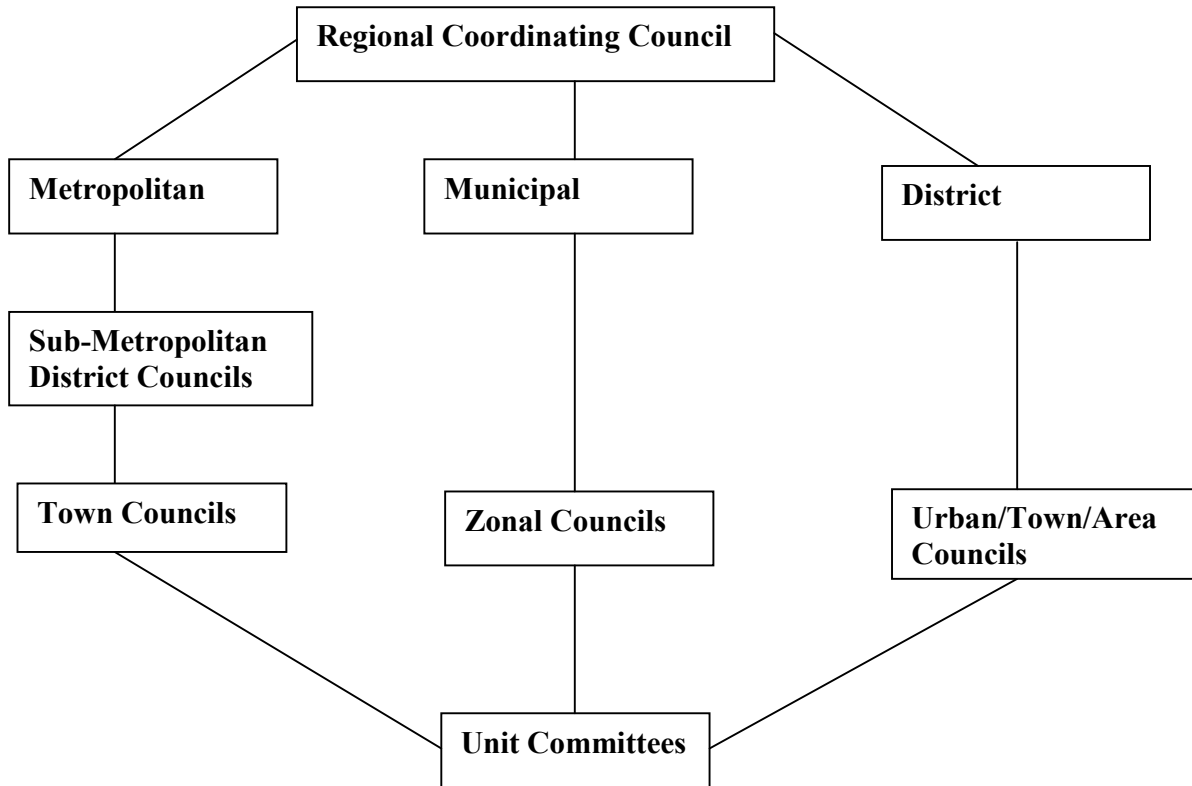 Regional Coordinating Council
Metropolitan
Municipal
District
Sub-Metropolitan
District Councils
Town Councils
Zonal Councils
Urban/Town/Area
Councils
Unit Committees